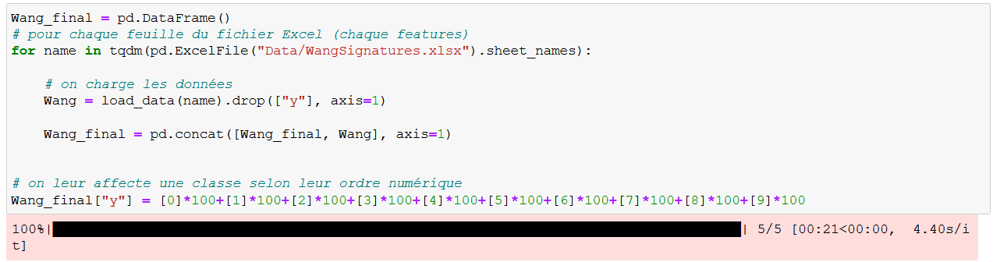 Wang_final = pd.DataFrame()
# pour chaque feuille du fichier Excel (chaque features)
for name in tqdm(pd.ExcelFile("Data/WangSignatures.xlsx").sheet_names):
    # on charge les données
    Wang = load_data(name).drop(["y"], axis=1)
    Wang_final = pd.concat([Wang_final, Wang], axis=1)
# on leur affecte une classe selon leur ordre numérique
Wang_final["y"] = [0]*100+[1]*100+[2]*100+[3]*100+[4]*100+[5]*100+[6]*100+[7]*100+[8]*100+[9]*100
100%|██████████| 5/5 [00:21<00:00,  4.40s/i
t]